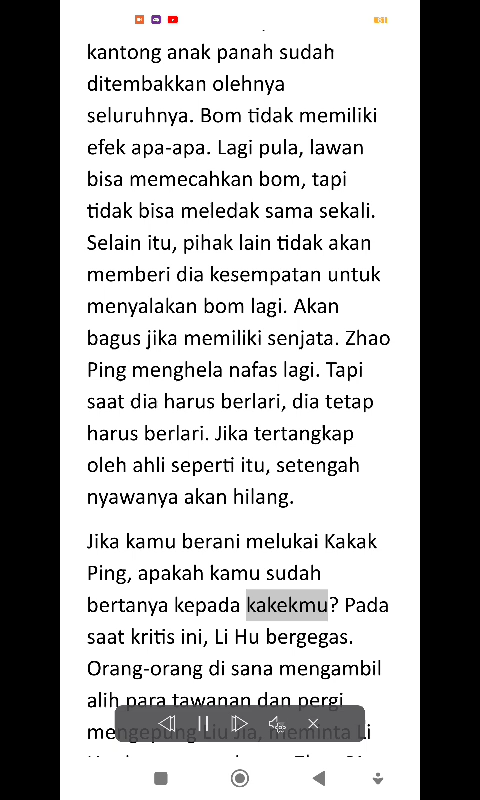 kantong anak panah sudah
ditembakkan olehnya
seluruhnya. Bom tidak memiliki
efek apa-apa. Lagi pula, lawan
bisa memecahkan bom, tapi
tidak bisa meledak sama sekali.
Selain itu, pihak lain tidak akan
memberi dia kesempatan untuk
menyalakan bom lagi. Akan
bagus jika memiliki senjata. Zhao
Ping menghela nafas lagi. Tapi
saat dia harus berlari, dia tetap
harus berlari. Jika tertangkap
oleh ahli seperti itu, setengah
nyawanya akan hilang.
Jika kamu berani melukai Kakak
Ping, apakah kamu sudah
bertanya kepada kakekmu? Pada
saat kritis ini, Li Hu bergegas.
Orang-orang di sana mengambil
alih para tawanan dan pergi
mengepung Liu Jia, meminta Li